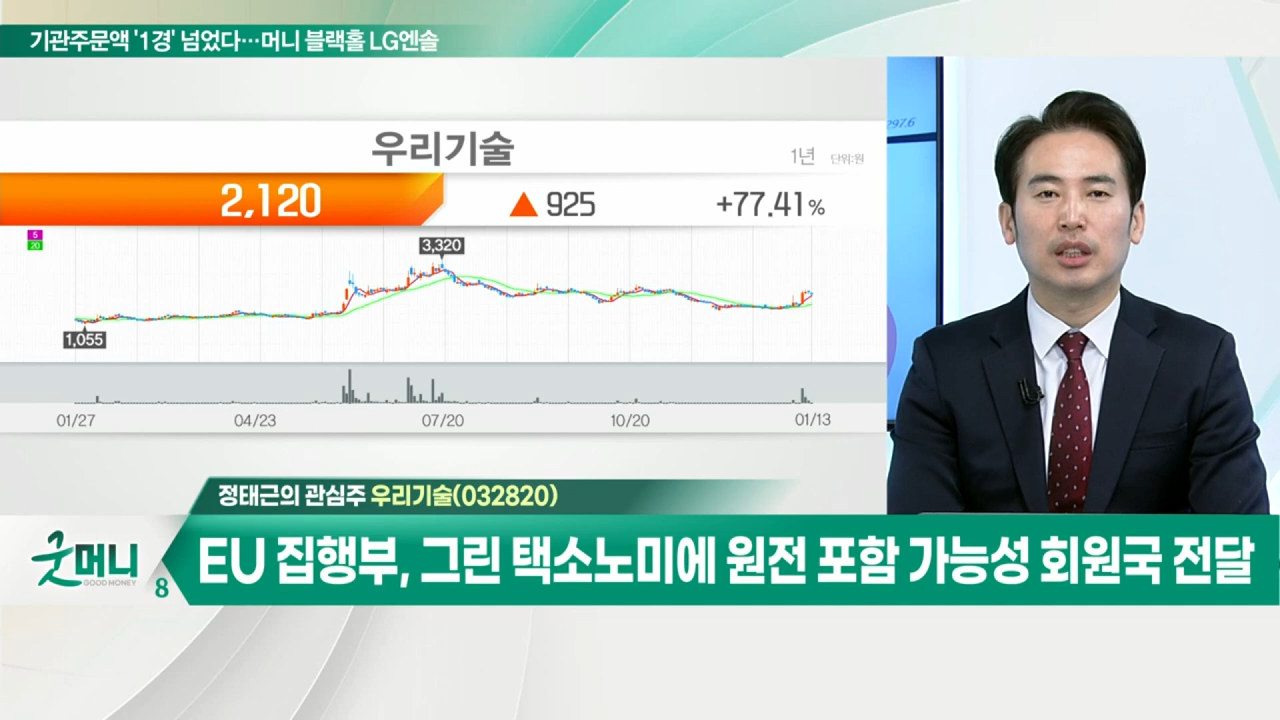 기관주문액 '1경' 넘었다…머니 블랙홀 LG엔솔
297.6
우리기술
1년 단위:원
2,120 ▲ 925 +77.41%
5
20
3,320
1,055
01/27 04/23 07/20 10/20 01/13
정태근의 관심주 우리기술(032820)
굿머니
GOOD MONEY
8
EU 집행부, 그린 택소노미에 원전 포함 가능성 회원국 전달